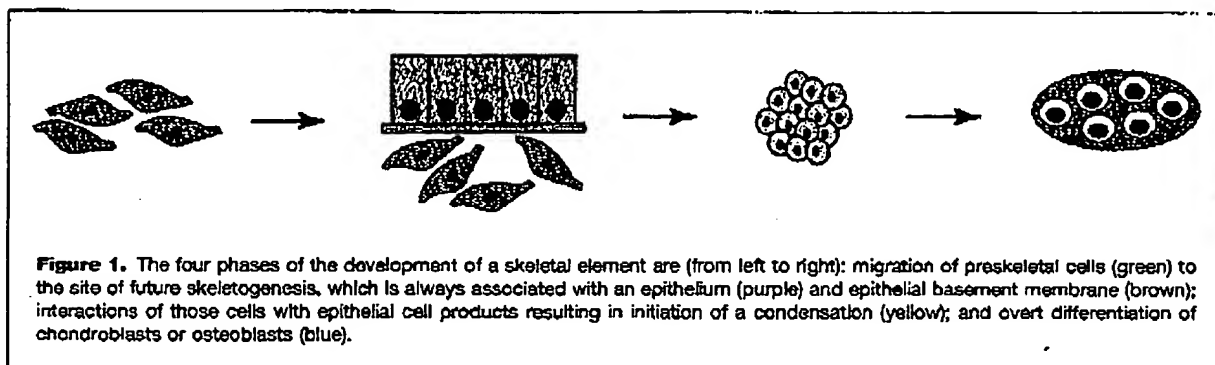 Figure 1. The four phases of the development of a skeletal element are (from left to right): migration of preskeletal cells (green) to
the site of future skeletogenesis, which is always associated with an epithelium (purple) and epithelial basement membrane (brown);
interactions of those cells with epithelial cell products resulting in initiation of a condensation (yellow); and overt differentiation of
chondroblasts or osteoblasts (blue).